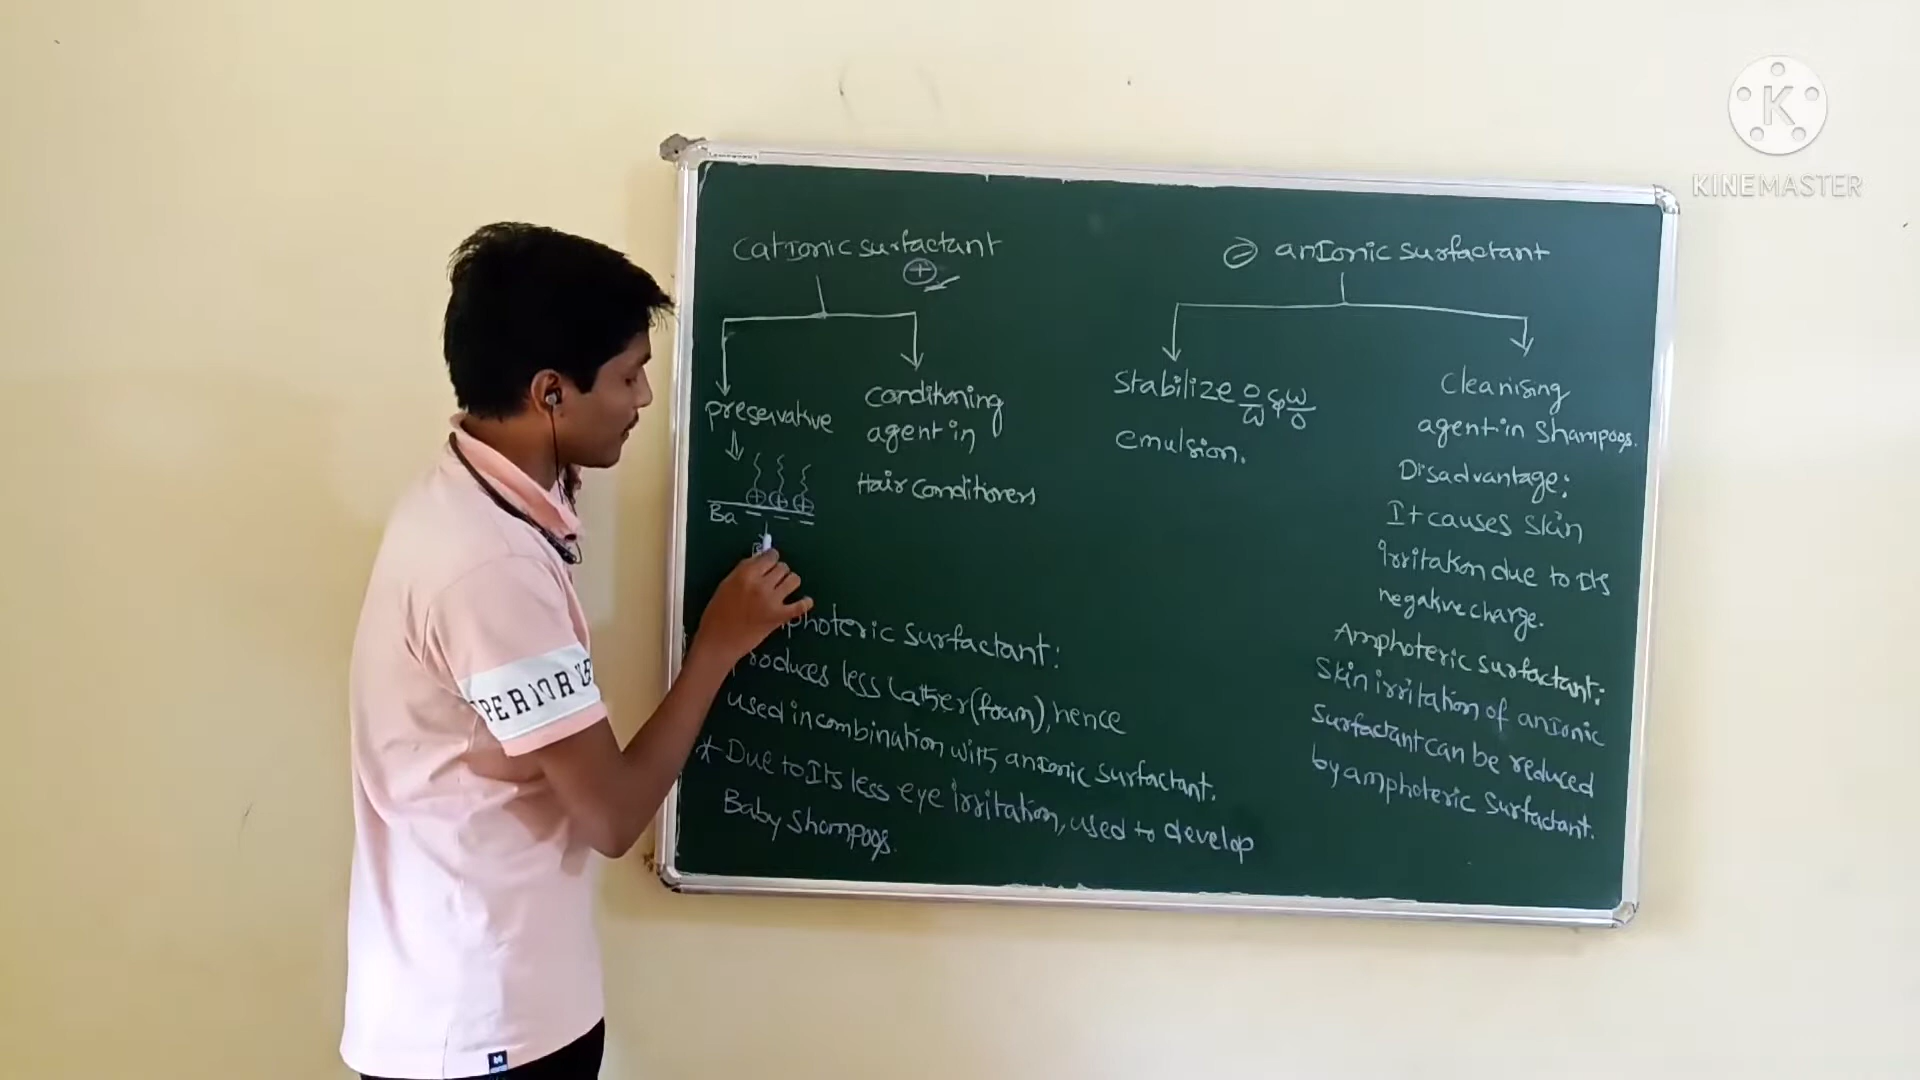 KINEMASTER
cationic surfactant
+
preservative
conditioning
agent in
Hair conditioners
+ + +
Ba - - -
amphoteric surfactant:
produces less Lather (foam), hence
used in combination with anionic surfactant.
* Due to Its less eye irritation, used to develop
Baby shampoos.
- anionic surfactant
Stabilize O/W & W/O
emulsion.
Cleanising
agent in Shampoos.
Disadvantage:
It causes skin
irritation due to Its
negative charge.
Amphoteric surfactant:
Skin irritation of anionic
surfactant can be reduced
by amphoteric surfactant.
PERIOR